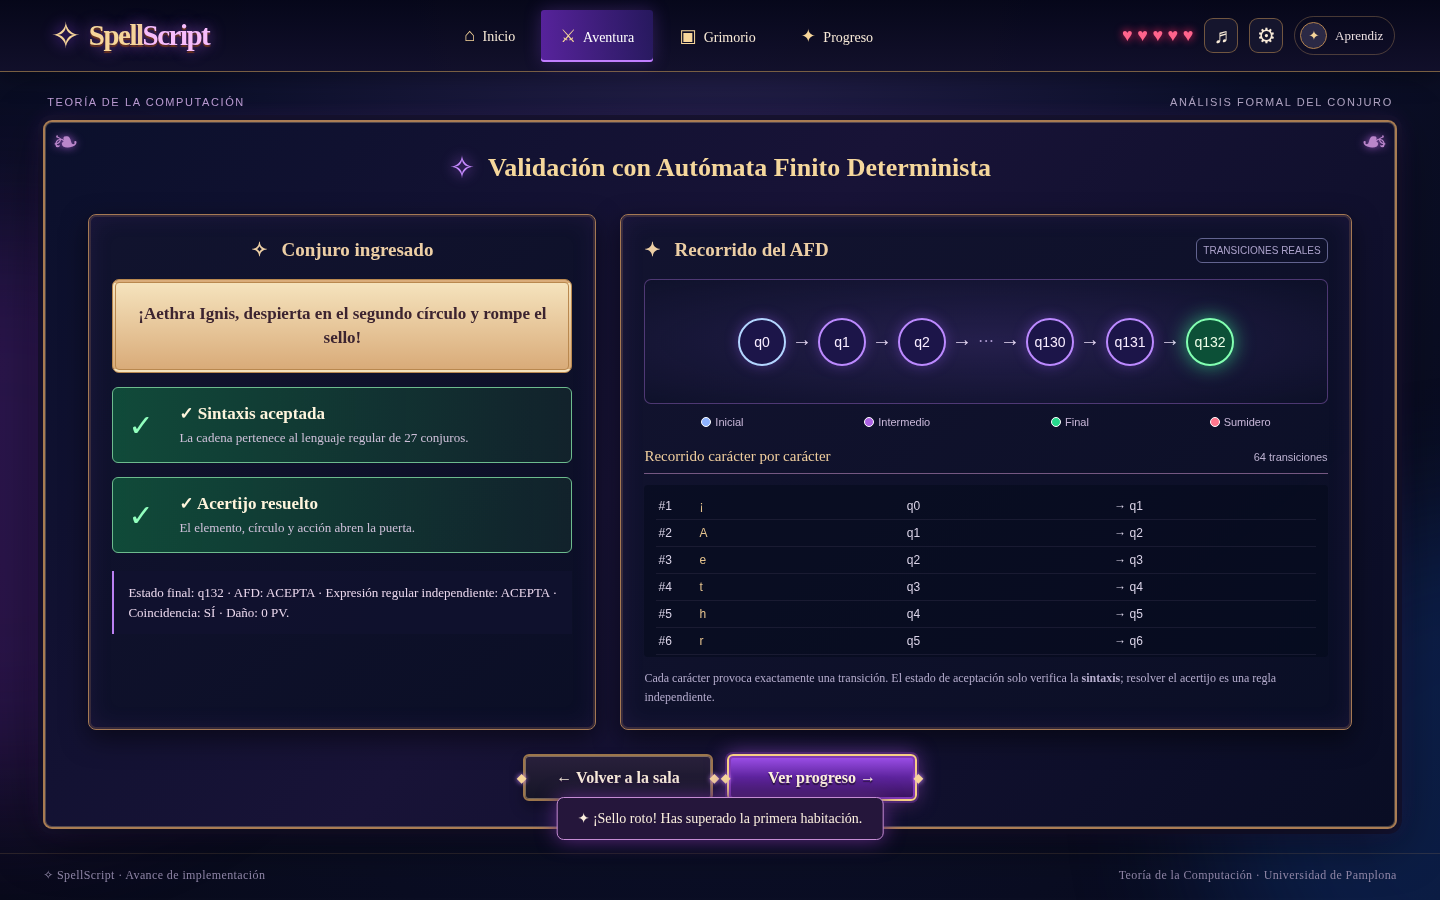 SpellScript
Inicio
Aventura
Grimorio
Progreso
Aprendiz
TEORÍA DE LA COMPUTACIÓN
ANÁLISIS FORMAL DEL CONJURO
Validación con Autómata Finito Determinista
Conjuro ingresado
¡Aethra Ignis, despierta en el segundo círculo y rompe el
sello!
✓ Sintaxis aceptada
La cadena pertenece al lenguaje regular de 27 conjuros.
✓ Acertijo resuelto
El elemento, círculo y acción abren la puerta.
Estado final: q132 · AFD: ACEPTA · Expresión regular independiente: ACEPTA ·
Coincidencia: SÍ · Daño: 0 PV.
Recorrido del AFD
TRANSICIONES REALES
q0 → q1 → q2 → ··· → q130 → q131 → q132
Inicial Intermedio Final Sumidero
Recorrido carácter por carácter
64 transiciones
#1 ¡ q0 → q1
#2 A q1 → q2
#3 e q2 → q3
#4 t q3 → q4
#5 h q4 → q5
#6 r q5 → q6
Cada carácter provoca exactamente una transición. El estado de aceptación solo verifica la sintaxis; resolver el acertijo es una regla
independiente.
← Volver a la sala
Ver progreso →
✦ ¡Sello roto! Has superado la primera habitación.
✧ SpellScript · Avance de implementación
Teoría de la Computación · Universidad de Pamplona